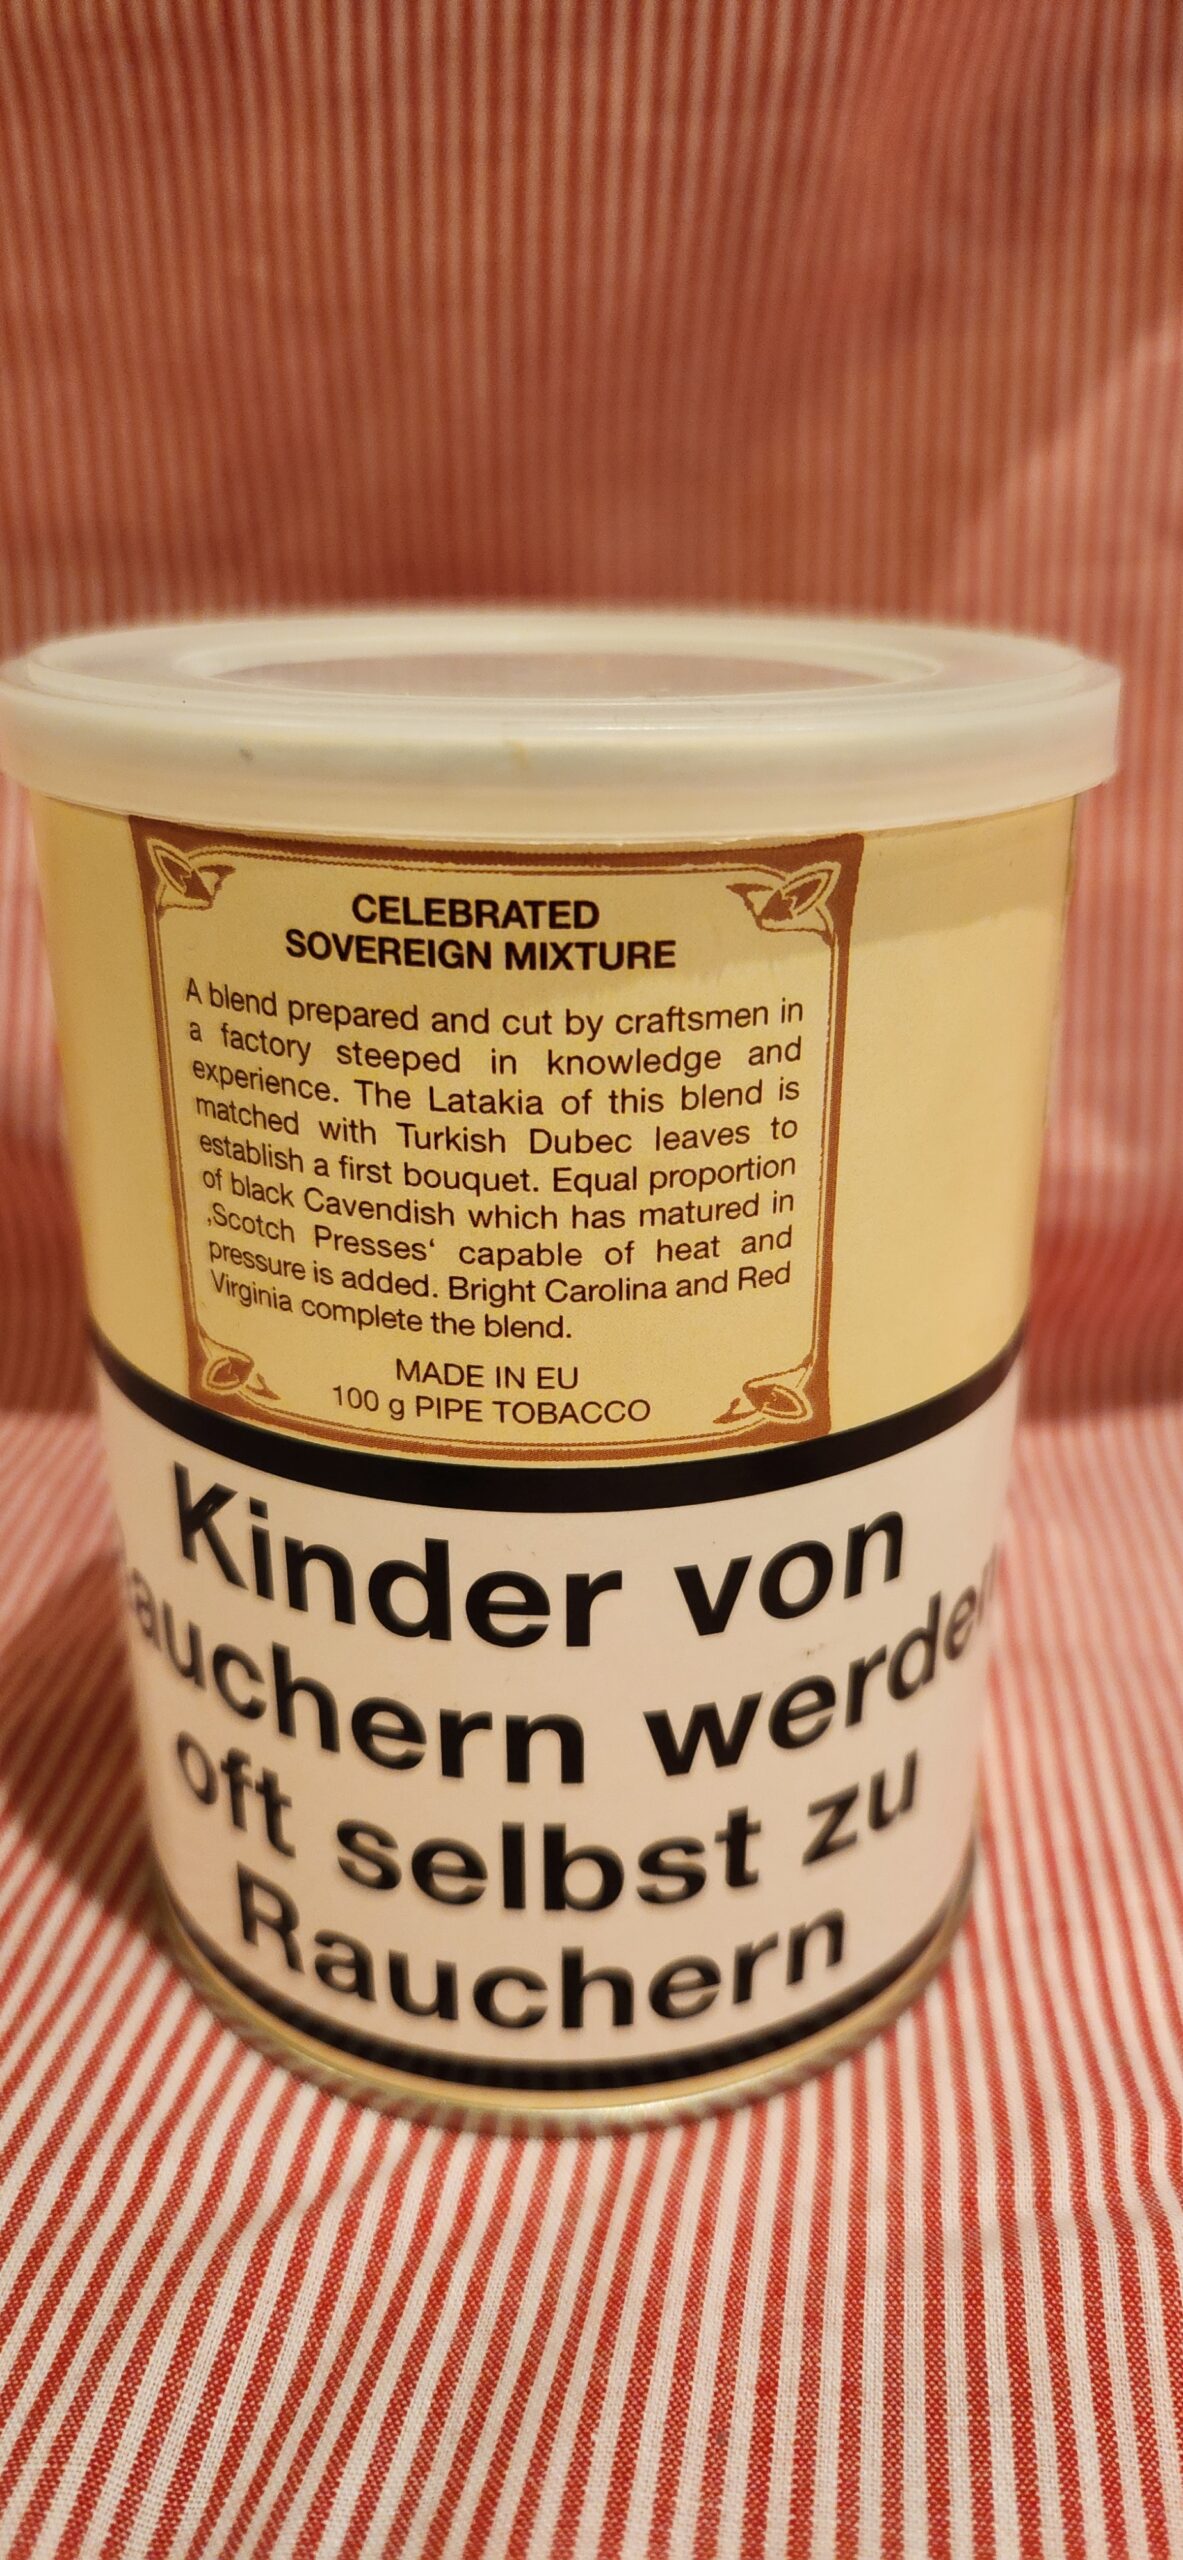 CELEBRATED
SOVEREIGN MIXTURE
A blend prepared and cut by craftsmen in
a factory steeped in knowledge and
experience. The Latakia of this blend is
matched with Turkish Dubec leaves to
establish a first bouquet. Equal proportion
of black Cavendish which has matured in
‚Scotch Presses‘ capable of heat and
pressure is added. Bright Carolina and Red
Virginia complete the blend.
MADE IN EU
100 g PIPE TOBACCO
Kinder von
auchern werden
oft selbst zu
Rauchern